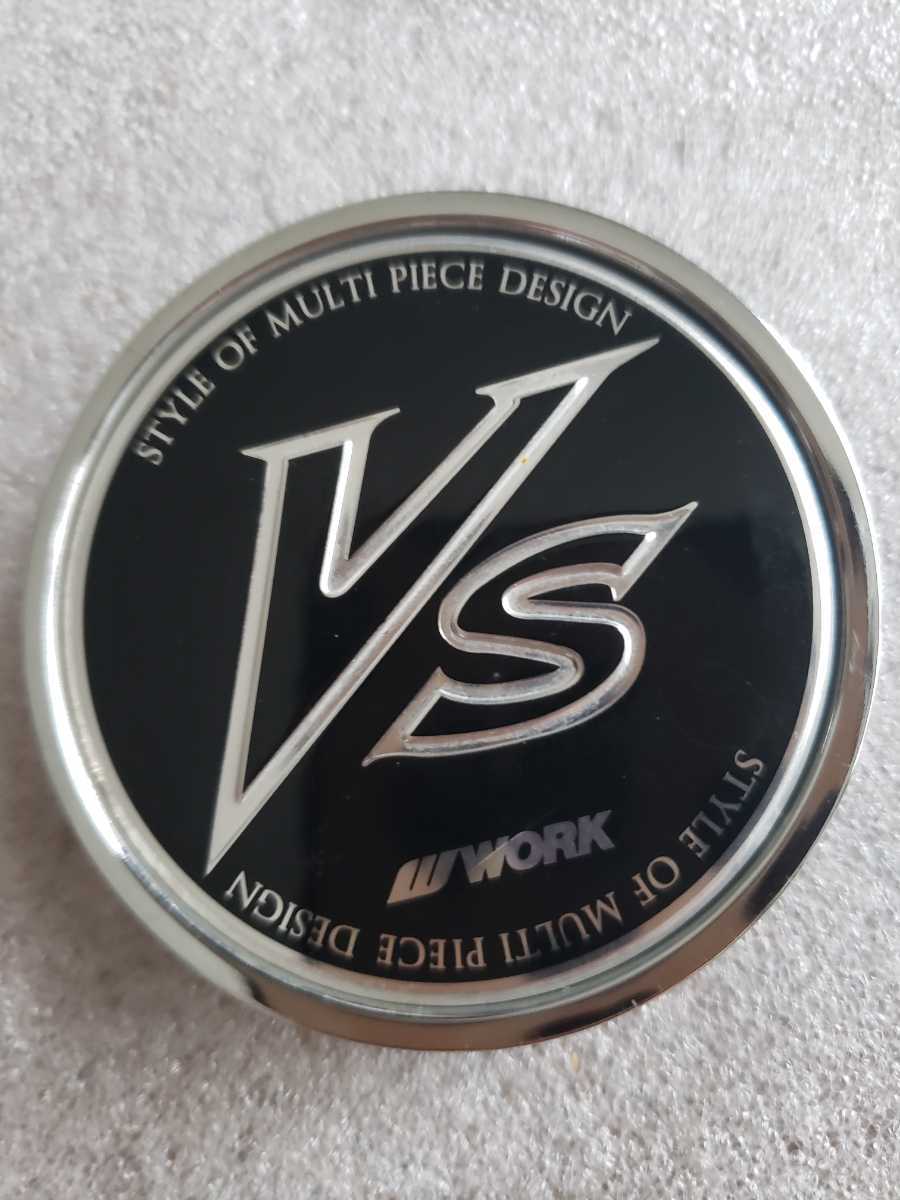 STYLE OF MULTI PIECE DESIGN
VS
W WORK
STYLE OF MULTI PIECE DESIGN